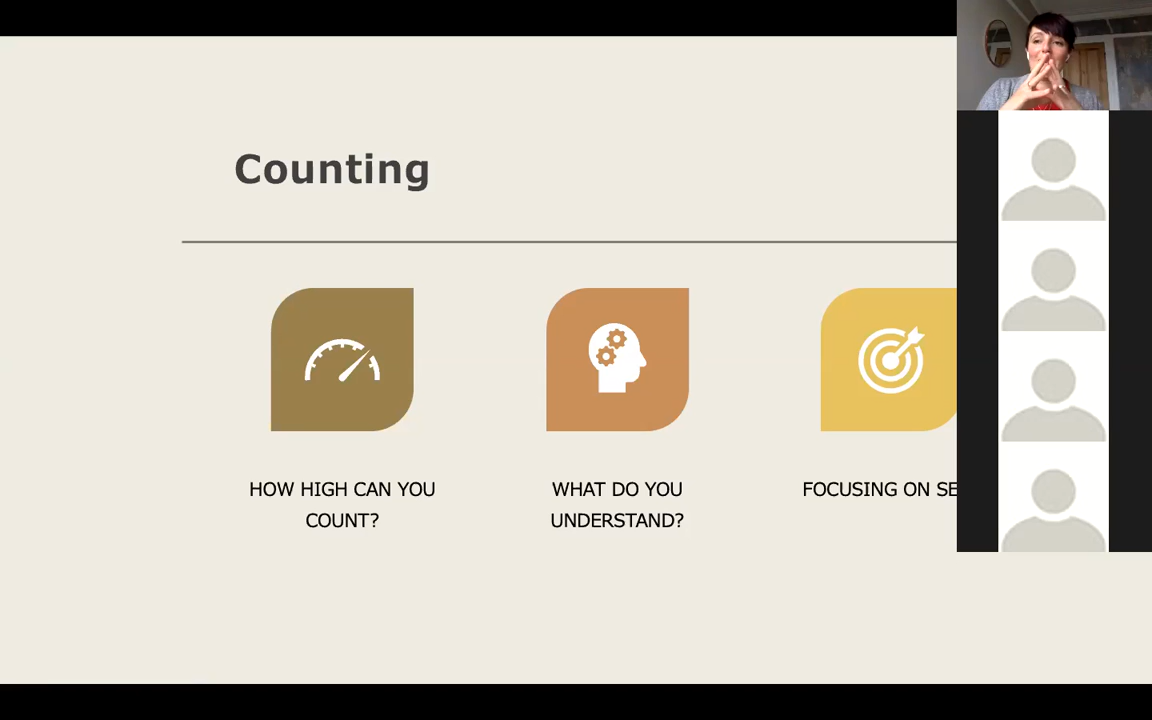 Counting
HOW HIGH CAN YOU
COUNT?
WHAT DO YOU
UNDERSTAND?
FOCUSING ON